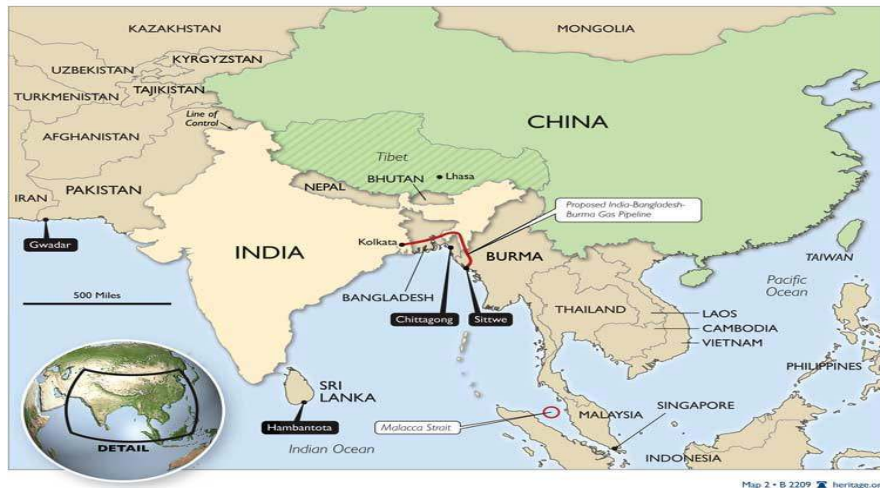 KAZAKHSTAN
MONGOLIA
UZBEKISTAN
KYRGYZSTAN
TURKMENISTAN
TAJIKISTAN
Line of
Control
CHINA
AFGHANISTAN
Tibet
BHUTAN
Lhasa
IRAN
PAKISTAN
NEPAL
Proposed India-Bangladesh-
Burma Gas Pipeline
Gwadar
INDIA
Kolkata
BURMA
TAIWAN
500 Miles
BANGLADESH
Pacific
Ocean
Chittagong
Sittwe
THAILAND
LAOS
CAMBODIA
VIETNAM
PHILIPPINES
SRI
LANKA
Hambantota
Malacca Strait
MALAYSIA
SINGAPORE
DETAIL
Indian Ocean
INDONESIA
Map 2 • B 2209 heritage.or